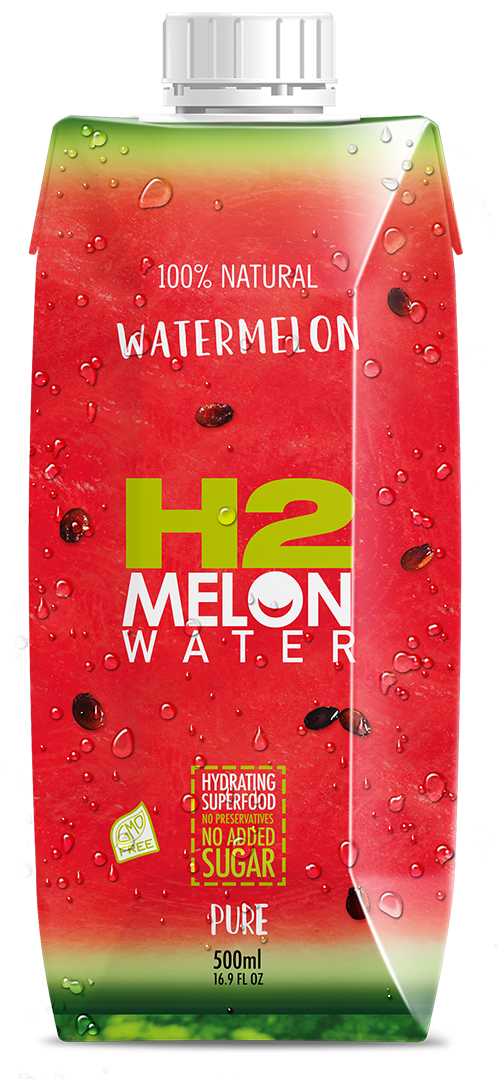 100% NATURAL
WATERMELON
H2
MELON
WATER
HYDRATING
SUPERFOOD
NO PRESERVATIVES
NO ADDED
SUGAR
GMO
FREE
PURE
500ml
16.9 FL OZ